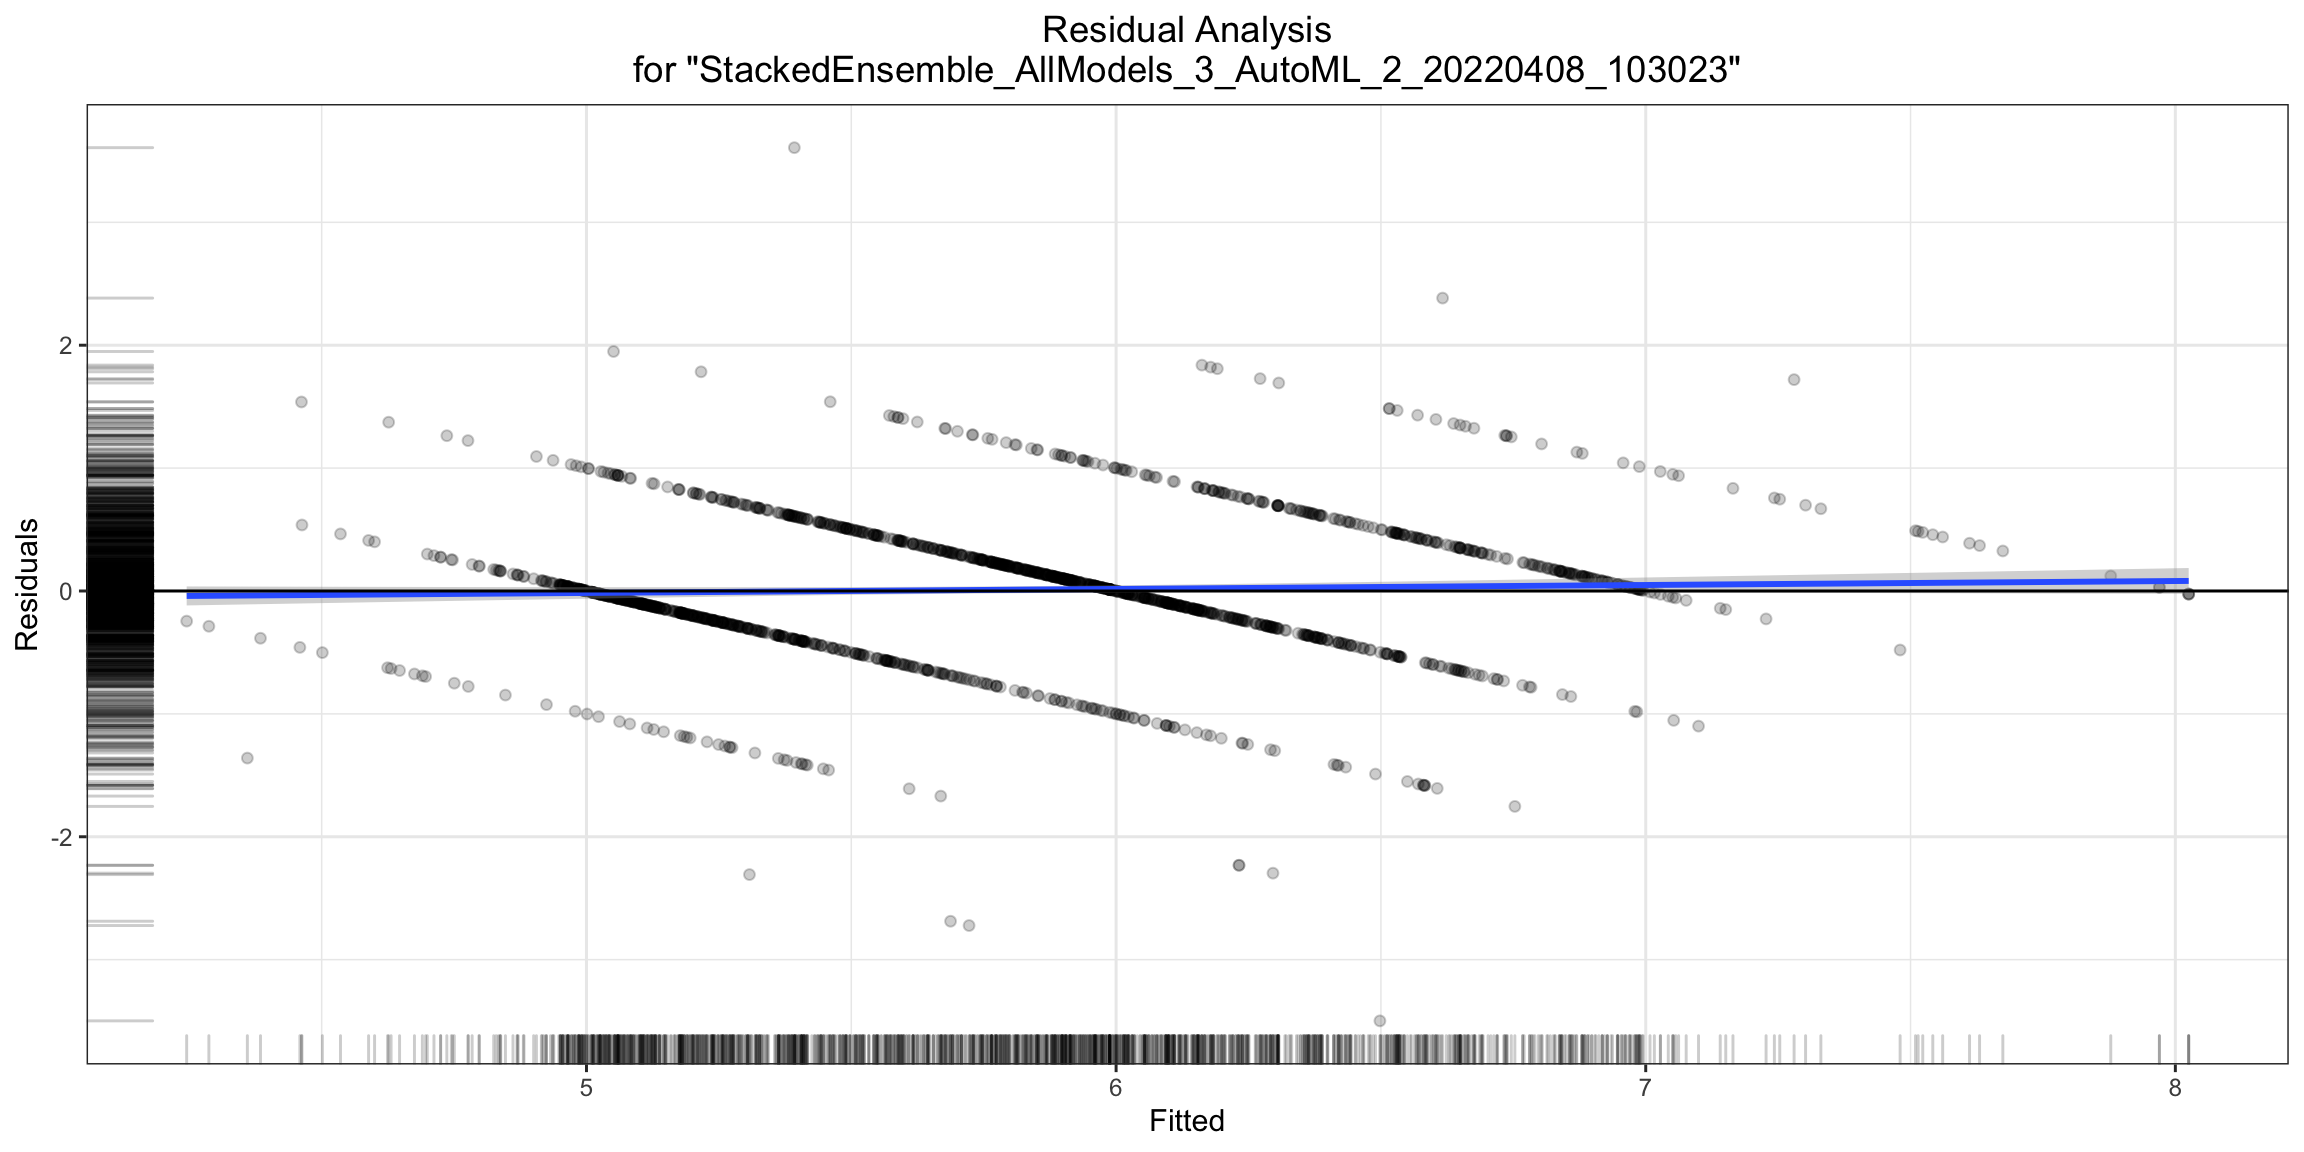 Residual Analysis
for "StackedEnsemble_AllModels_3_AutoML_2_20220408_103023"
Residuals
2
0
-2
5
6
7
8
Fitted